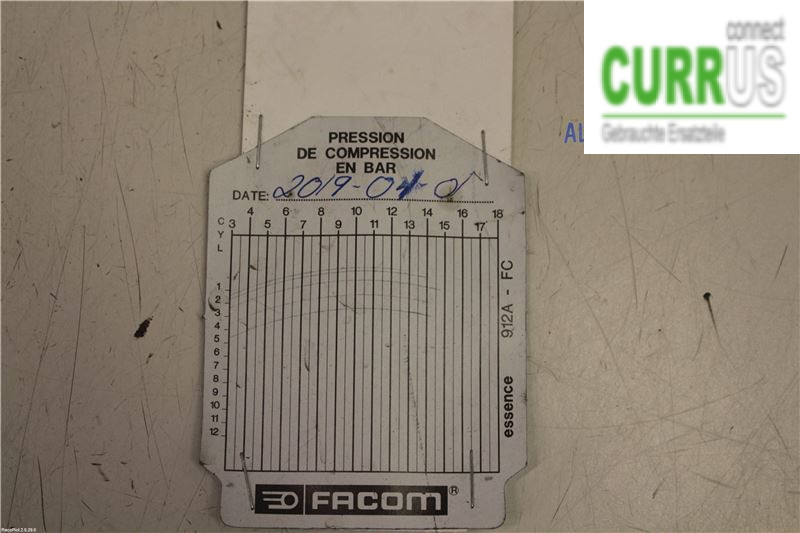 connect
CURRUS
Gebrauchte Ersatzteile
AL
PRESSION
DE COMPRESSION
EN BAR
DATE: 2019-04-01
4 6 8 10 12 14 16 18
CYL 3 5 7 9 11 13 15 17
1
2
3
4
5
6
7
8
9
10
11
12
912A - FC
essence
FACOM®